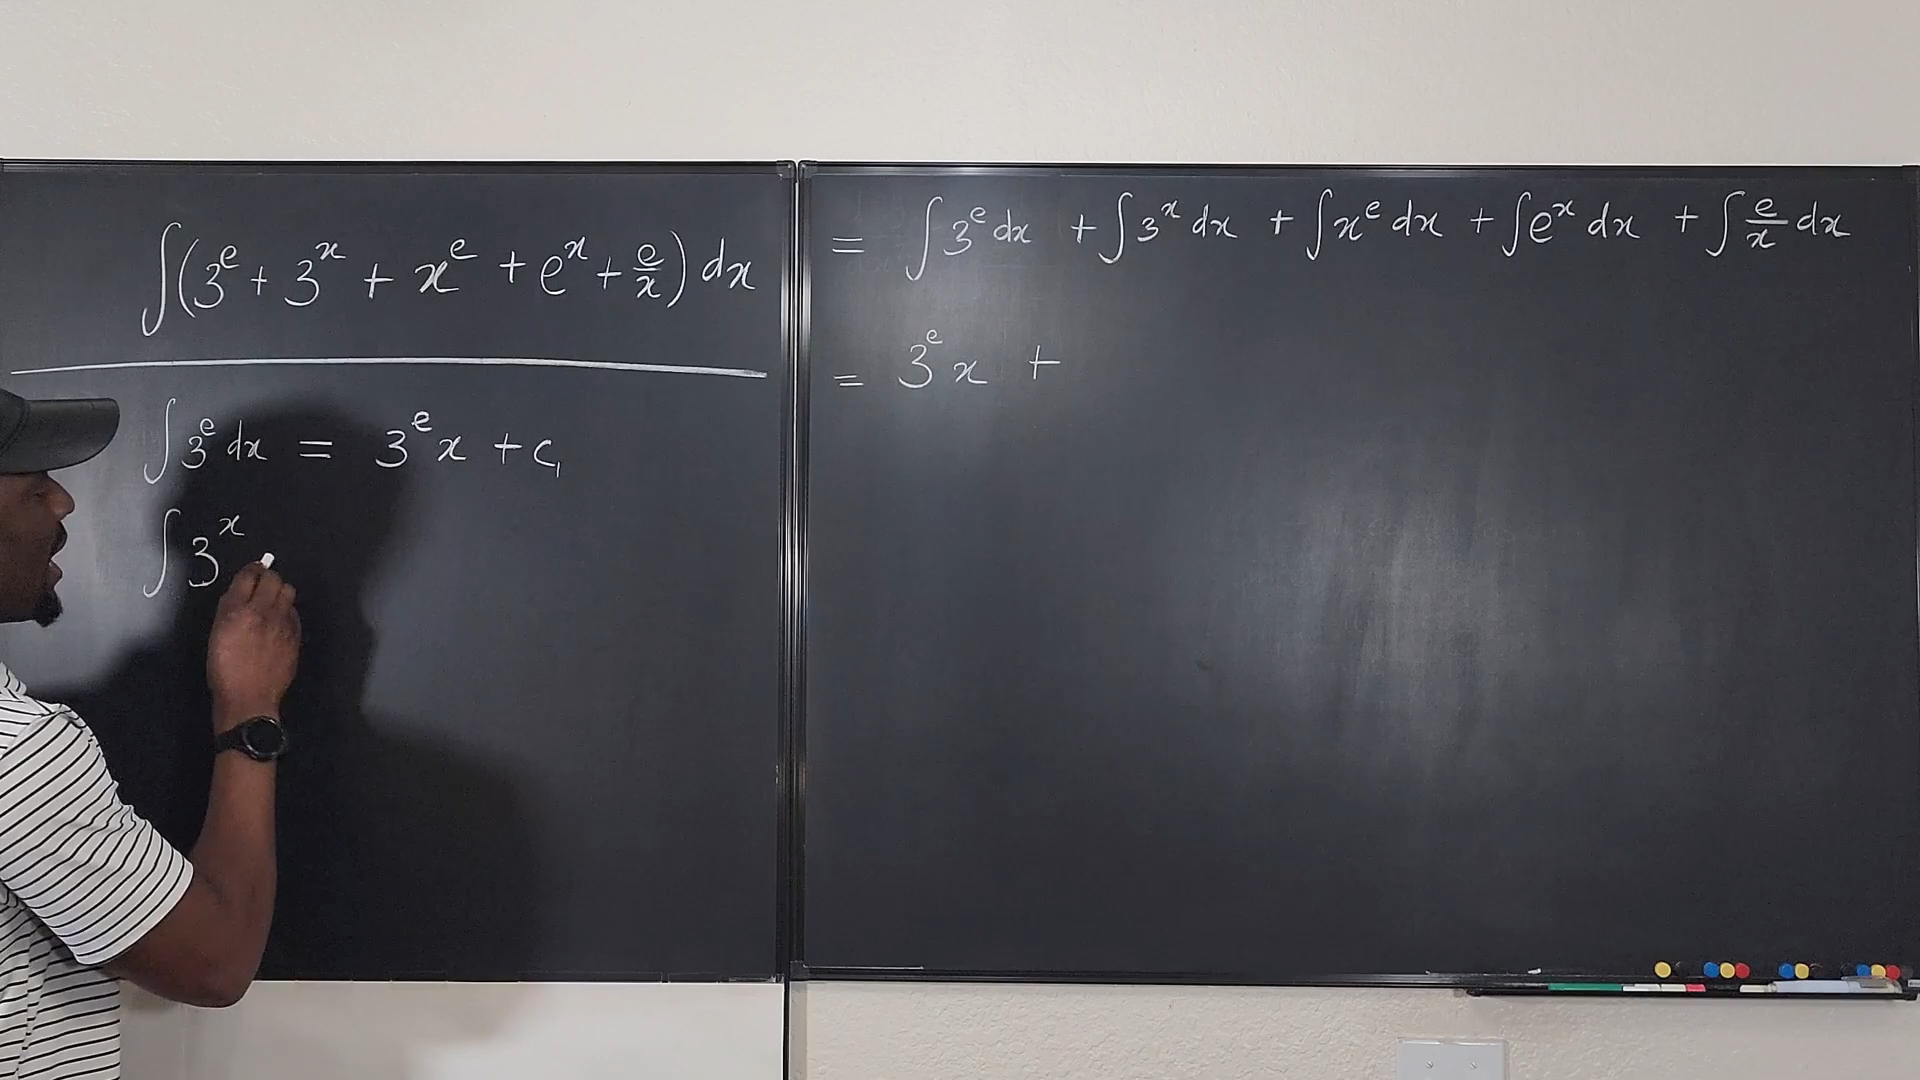 ∫(3^e + 3^x + x^e + e^x + e/x) dx
∫3^e dx = 3^e x + c₁
∫3^x
= ∫3^e dx + ∫3^x dx + ∫x^e dx + ∫e^x dx + ∫e/x dx
= 3^e x +